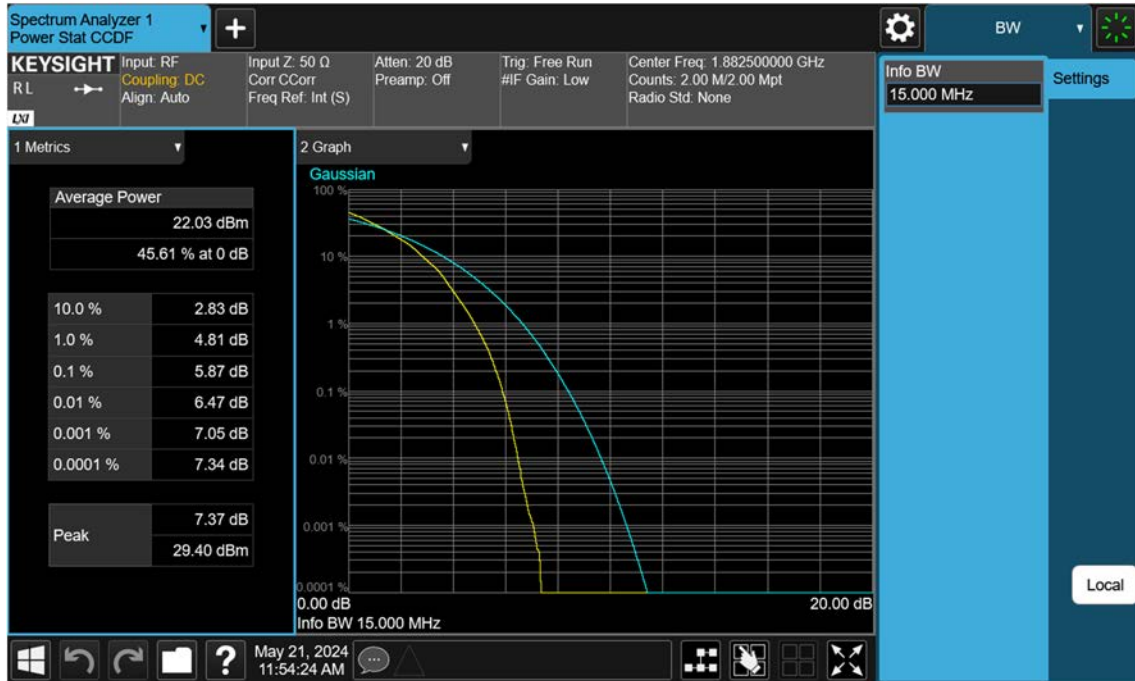 Spectrum Analyzer 1
Power Stat CCDF
+
BW
KEYSIGHT
R L
LXI
Input: RF
Coupling: DC
Align: Auto
Input Z: 50 Ω
Corr CCorr
Freq Ref: Int (S)
Atten: 20 dB
Preamp: Off
Trig: Free Run
#IF Gain: Low
Center Freq: 1.882500000 GHz
Counts: 2.00 M/2.00 Mpt
Radio Std: None
Info BW
15.000 MHz
Settings
1 Metrics
Average Power
22.03 dBm
45.61 % at 0 dB
10.0 % 2.83 dB
1.0 % 4.81 dB
0.1 % 5.87 dB
0.01 % 6.47 dB
0.001 % 7.05 dB
0.0001 % 7.34 dB
Peak
7.37 dB
29.40 dBm
2 Graph
Gaussian
100 %
10 %
1 %
0.1 %
0.01 %
0.001 %
0.0001 %
0.00 dB 20.00 dB
Info BW 15.000 MHz
Local
?
May 21, 2024
11:54:24 AM